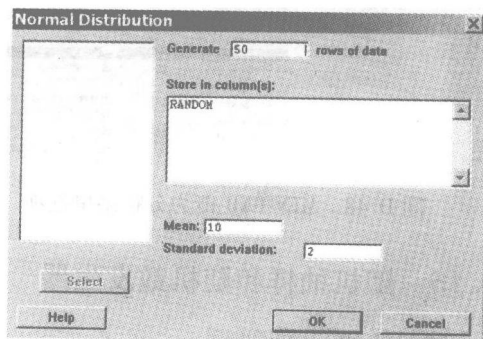 Normal Distribution
Generate 50 rows of data
Store in column(s):
RANDOM
Mean: 10
Standard deviation: 2
Select
Help
OK
Cancel